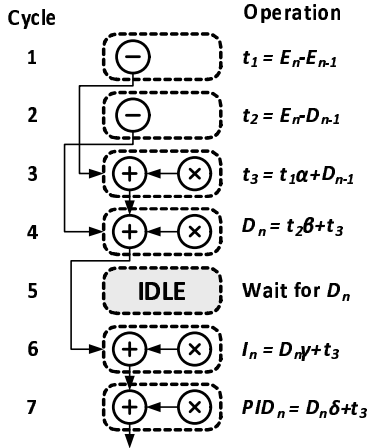 Cycle Operation
1 − t₁ = Eₙ-Eₙ₋₁
2 − t₂ = Eₙ-Dₙ₋₁
3 + × t₃ = t₁α+Dₙ₋₁
4 + × Dₙ = t₂β+t₃
5 IDLE Wait for Dₙ
6 + × Iₙ = Dₙγ+t₃
7 + × PIDₙ = Dₙδ+t₃